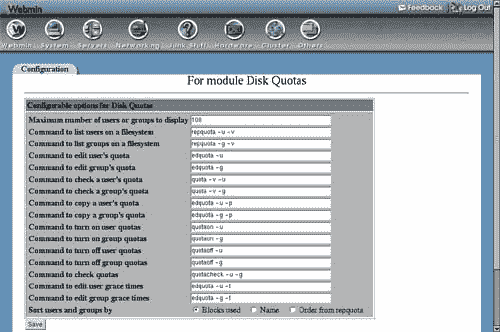 Webmin
Feedback
Log Out
Webmin System Servers Networking Junk Stuff Hardware Cluster Others
Configuration
For module Disk Quotas
Configurable options for Disk Quotas
Maximum number of users or groups to display 100
Command to list users on a filesystem repquota -u -v
Command to list groups on a filesystem repquota -g -v
Command to edit user's quota edquota -u
Command to edit group's quota edquota -g
Command to check a user's quota quota -v -u
Command to check a group's quota quota -v -g
Command to copy a user's quota edquota -u -p
Command to copy a group's quota edquota -g -p
Command to turn on user quotas quotaon -u
Command to turn on group quotas quotaon -g
Command to turn off user quotas quotaoff -u
Command to turn off group quotas quotaoff -g
Command to check quotas quotacheck -u -g
Command to edit user grace times edquota -u -t
Command to edit group grace times edquota -g -t
Sort users and groups by Blocks used Name Order from repquota
Save